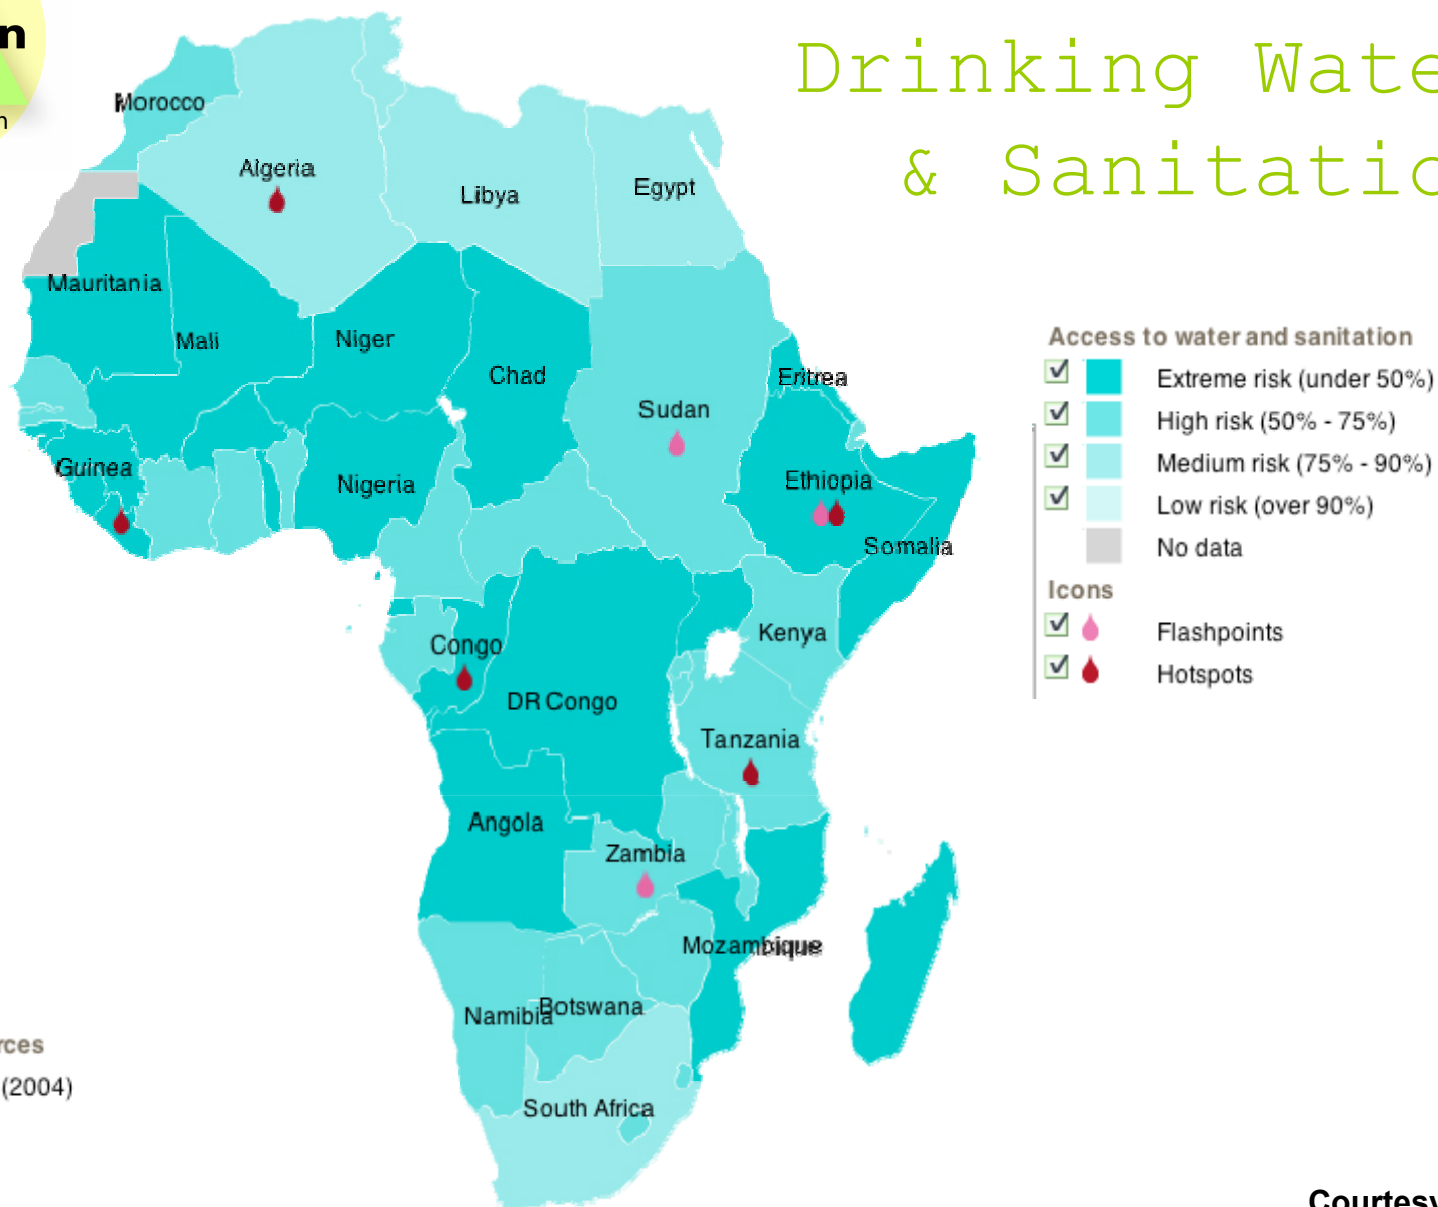 n
n
Drinking Wate
& Sanitatio
Morocco
Algeria
Libya
Egypt
Mauritania
Mali
Niger
Chad
Sudan
Eritrea
Guinea
Nigeria
Ethiopia
Somalia
Congo
DR Congo
Kenya
Tanzania
Angola
Zambia
Mozambique
Namibia
Botswana
South Africa
Access to water and sanitation
Extreme risk (under 50%)
High risk (50% - 75%)
Medium risk (75% - 90%)
Low risk (over 90%)
No data
Icons
Flashpoints
Hotspots
rces
(2004)
Courtesy